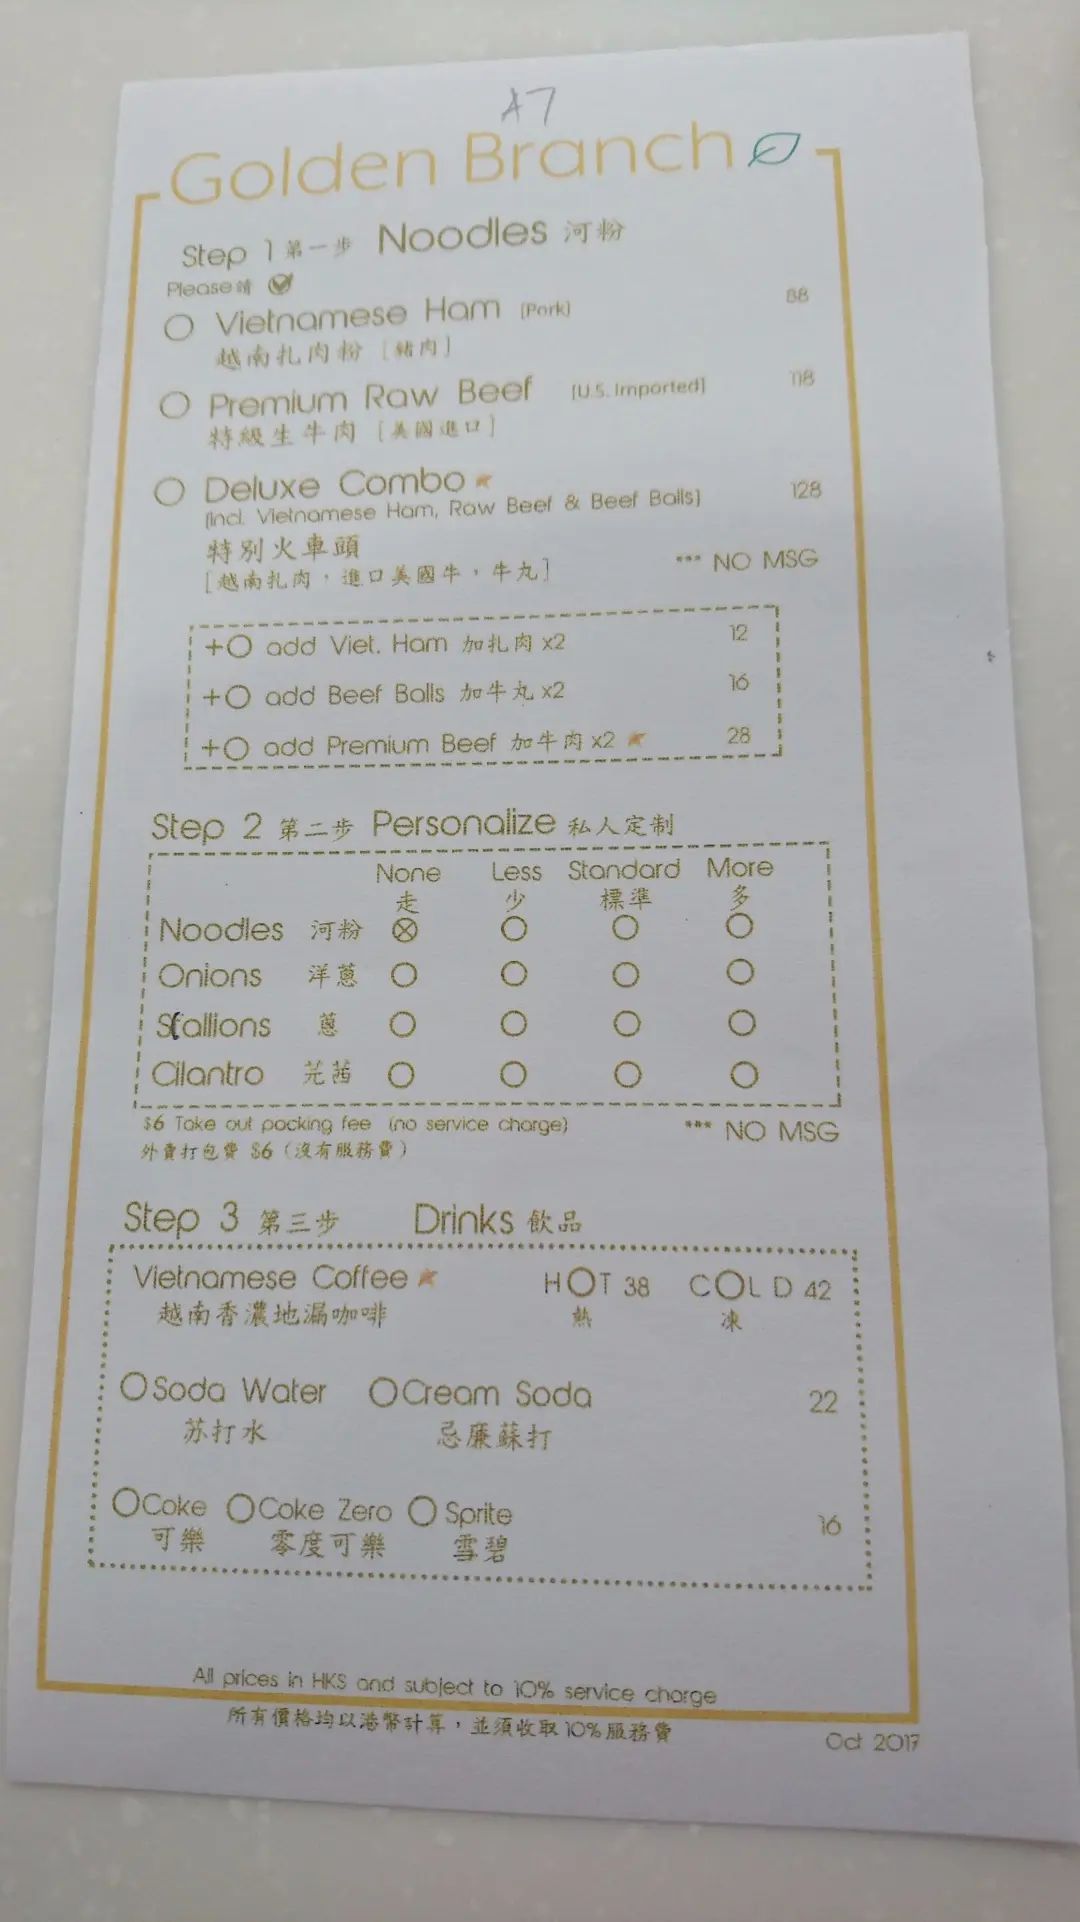 A7
Golden Branch
Step 1 第一步 Noodles 河粉
Please 請
Vietnamese Ham [Pork] 88
越南扎肉粉 [豬肉]
Premium Raw Beef [U.S. Imported] 118
特級生牛肉 [美國進口]
Deluxe Combo 128
[incl. Vietnamese Ham, Raw Beef & Beef Balls]
特別火車頭
*** NO MSG
[越南扎肉，進口美國牛，牛丸]
+ add Viet. Ham 加扎肉 x2 12
+ add Beef Balls 加牛丸 x2 16
+ add Premium Beef 加牛肉 x2 28
Step 2 第二步 Personalize 私人定制
None Less Standard More
走 少 標準 多
Noodles 河粉
Onions 洋蔥
Scallions 蔥
Cilantro 芫茜
$6 Take out packing fee (no service charge)
外賣打包費 $6（沒有服務費）
*** NO MSG
Step 3 第三步 Drinks 飲品
Vietnamese Coffee HOT 38 COLD 42
越南香濃地漏咖啡 熱 凍
Soda Water Cream Soda 22
苏打水 忌廉蘇打
Coke Coke Zero Sprite 16
可樂 零度可樂 雪碧
All prices in HK$ and subject to 10% service charge
所有價格均以港幣計算，並須收取10%服務費
Oct 2017